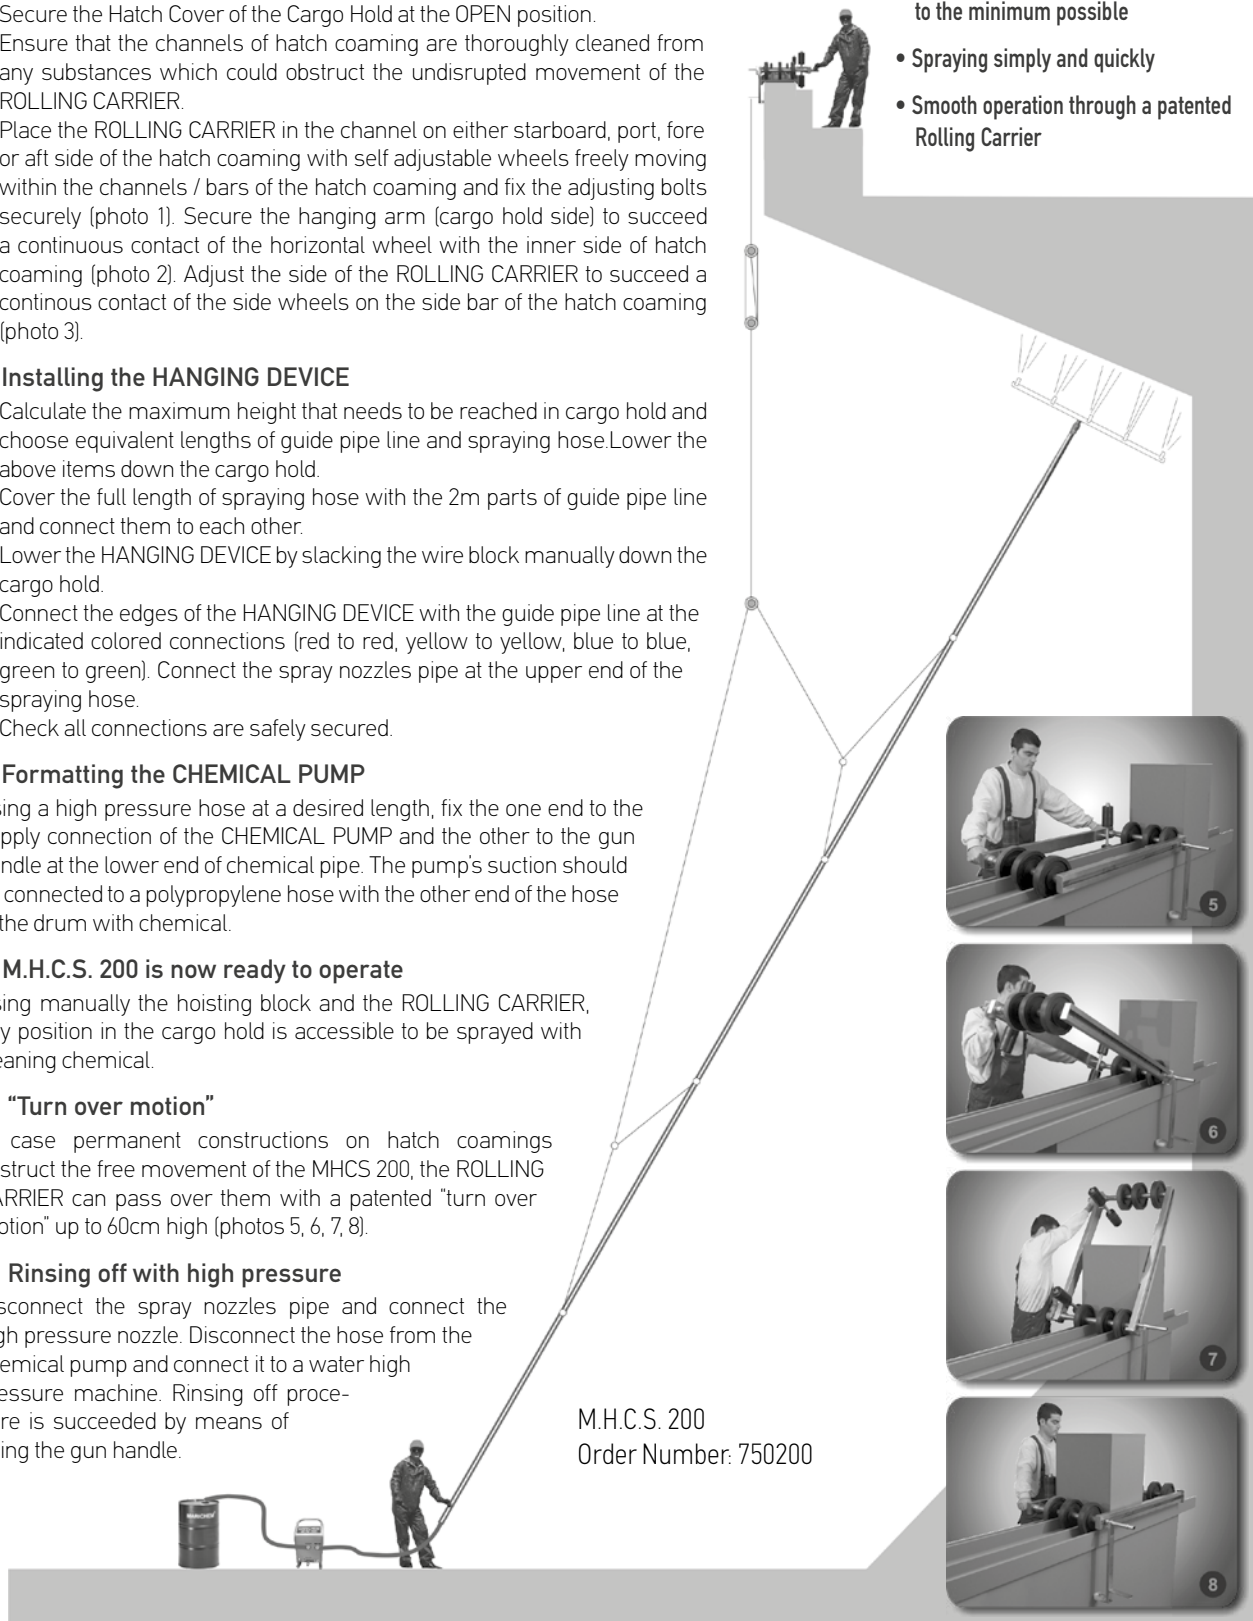 Secure the Hatch Cover of the Cargo Hold at the OPEN position.
Ensure that the channels of hatch coaming are thoroughly cleaned from
any substances which could obstruct the undisrupted movement of the
ROLLING CARRIER.
Place the ROLLING CARRIER in the channel on either starboard, port, fore
or aft side of the hatch coaming with self adjustable wheels freely moving
within the channels / bars of the hatch coaming and fix the adjusting bolts
securely (photo 1). Secure the hanging arm (cargo hold side) to succeed
a continuous contact of the horizontal wheel with the inner side of hatch
coaming (photo 2). Adjust the side of the ROLLING CARRIER to succeed a
continous contact of the side wheels on the side bar of the hatch coaming
(photo 3).
Installing the HANGING DEVICE
Calculate the maximum height that needs to be reached in cargo hold and
choose equivalent lengths of guide pipe line and spraying hose.Lower the
above items down the cargo hold.
Cover the full length of spraying hose with the 2m parts of guide pipe line
and connect them to each other.
Lower the HANGING DEVICE by slacking the wire block manually down the
cargo hold.
Connect the edges of the HANGING DEVICE with the guide pipe line at the
indicated colored connections (red to red, yellow to yellow, blue to blue,
green to green). Connect the spray nozzles pipe at the upper end of the
spraying hose.
Check all connections are safely secured.
Formatting the CHEMICAL PUMP
sing a high pressure hose at a desired length, fix the one end to the
pply connection of the CHEMICAL PUMP and the other to the gun
ndle at the lower end of chemical pipe. The pump's suction should
connected to a polypropylene hose with the other end of the hose
the drum with chemical.
M.H.C.S. 200 is now ready to operate
sing manually the hoisting block and the ROLLING CARRIER,
y position in the cargo hold is accessible to be sprayed with
eaning chemical.
“Turn over motion”
case permanent constructions on hatch coamings
struct the free movement of the MHCS 200, the ROLLING
ARRIER can pass over them with a patented "turn over
otion" up to 60cm high (photos 5, 6, 7, 8).
Rinsing off with high pressure
sconnect the spray nozzles pipe and connect the
gh pressure nozzle. Disconnect the hose from the
emical pump and connect it to a water high
essure machine. Rinsing off proce-
re is succeeded by means of
ing the gun handle.
to the minimum possible
• Spraying simply and quickly
• Smooth operation through a patented
Rolling Carrier
5
6
7
8
M.H.C.S. 200
Order Number: 750200
MARICHEM